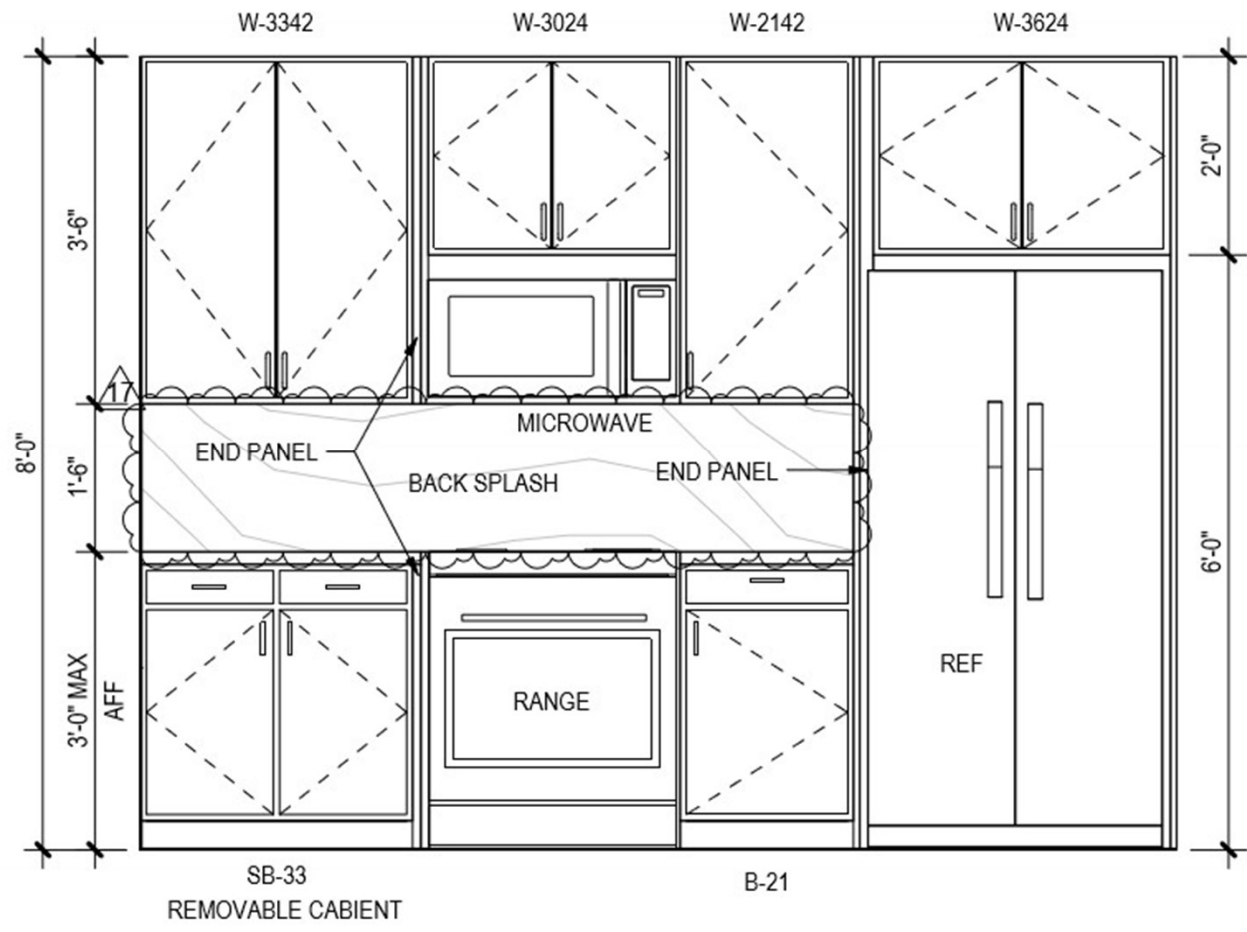 W-3342
W-3024
W-2142
W-3624
2'-0"
3'-6"
17
MICROWAVE
END PANEL
END PANEL
BACK SPLASH
8'-0"
1'-6"
6'-0"
REF
3'-0" MAX
AFF
RANGE
SB-33
REMOVABLE CABIENT
B-21